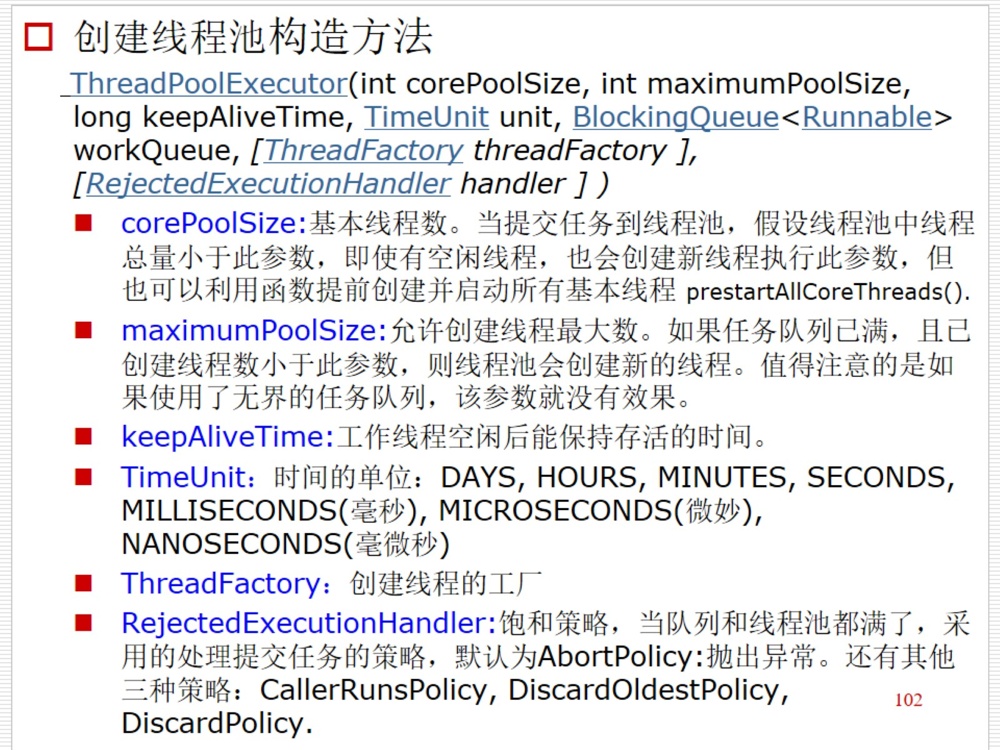 创建线程池构造方法
ThreadPoolExecutor(int corePoolSize, int maximumPoolSize,
long keepAliveTime, TimeUnit unit, BlockingQueue<Runnable>
workQueue, [ThreadFactory threadFactory ],
[RejectedExecutionHandler handler ] )
corePoolSize:基本线程数。当提交任务到线程池，假设线程池中线程
总量小于此参数，即使有空闲线程，也会创建新线程执行此参数，但
也可以利用函数提前创建并启动所有基本线程 prestartAllCoreThreads().
maximumPoolSize:允许创建线程最大数。如果任务队列已满，且已
创建线程数小于此参数，则线程池会创建新的线程。值得注意的是如
果使用了无界的任务队列，该参数就没有效果。
keepAliveTime:工作线程空闲后能保持存活的时间。
TimeUnit：时间的单位：DAYS, HOURS, MINUTES, SECONDS,
MILLISECONDS(毫秒), MICROSECONDS(微妙),
NANOSECONDS(毫微秒)
ThreadFactory：创建线程的工厂
RejectedExecutionHandler:饱和策略，当队列和线程池都满了，采
用的处理提交任务的策略，默认为AbortPolicy:抛出异常。还有其他
三种策略：CallerRunsPolicy, DiscardOldestPolicy,
DiscardPolicy.
102